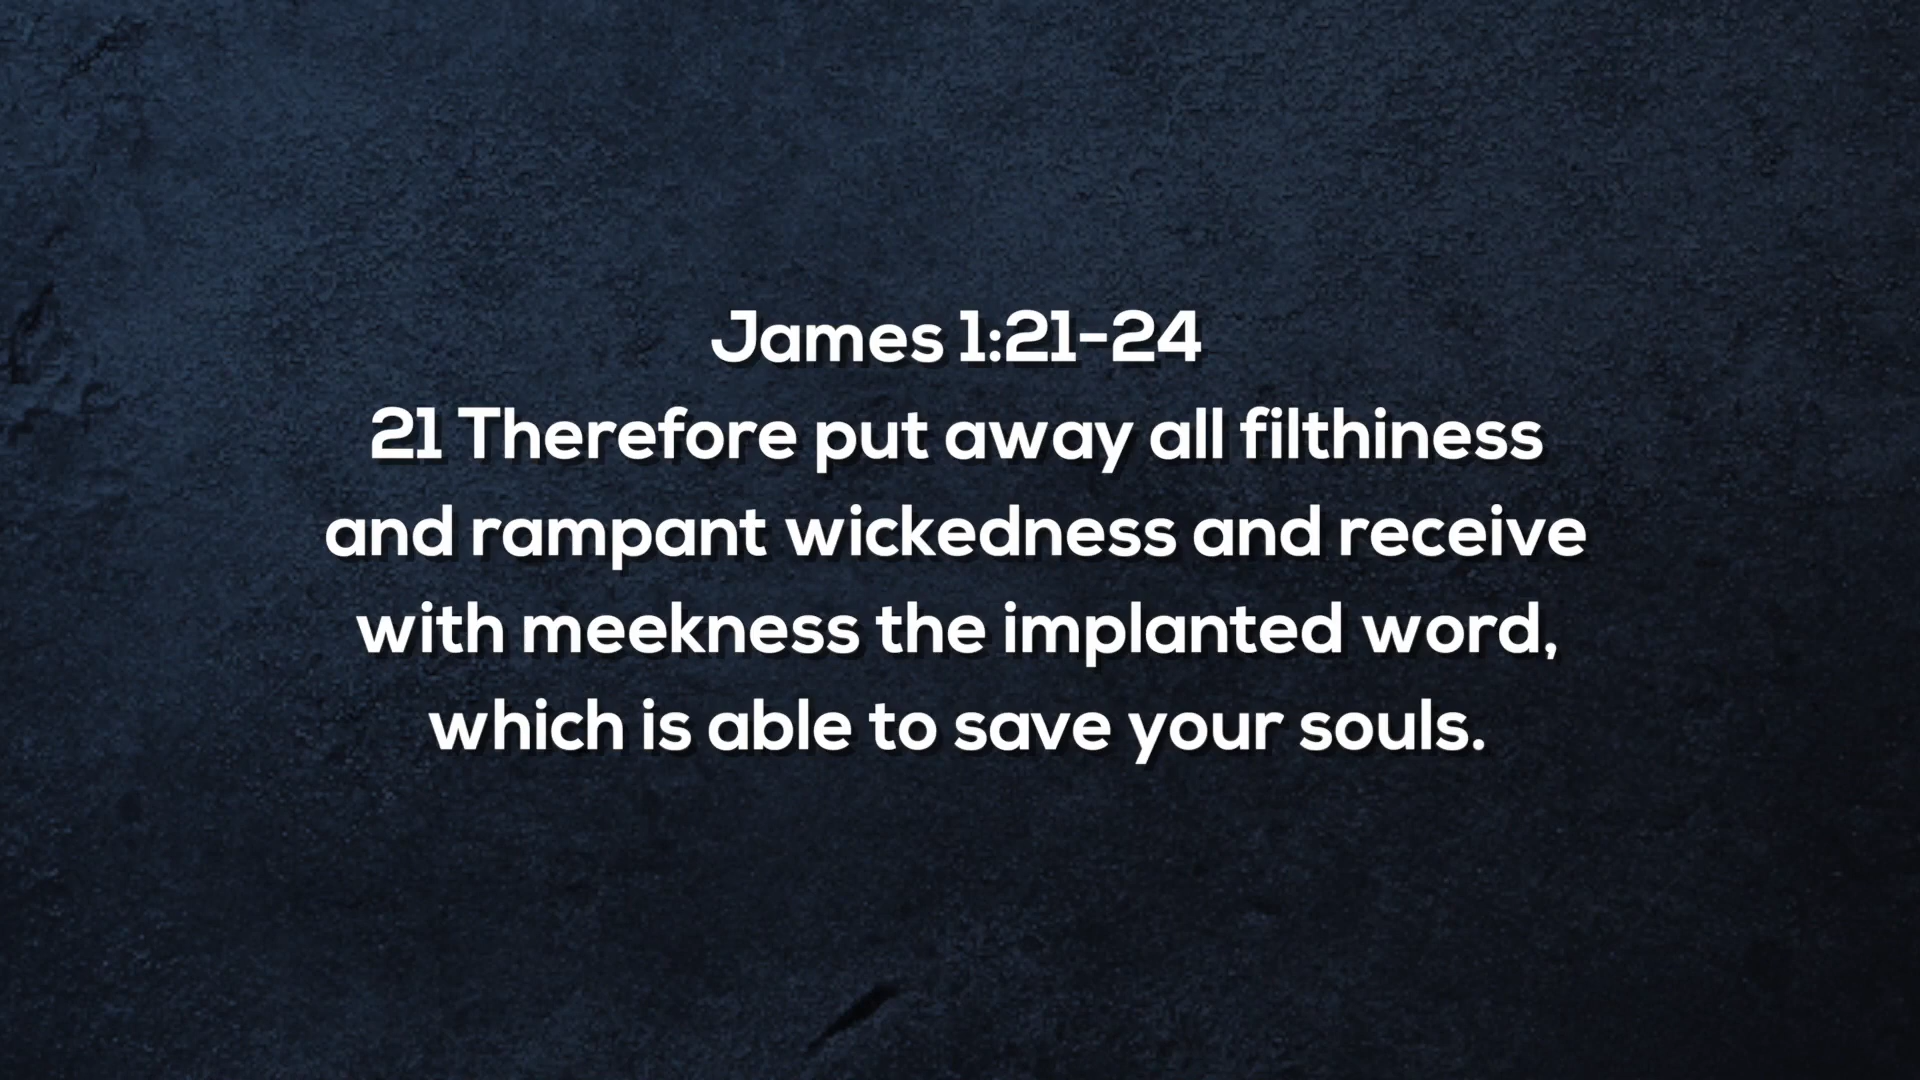 James 1:21-24
21 Therefore put away all filthiness
and rampant wickedness and receive
with meekness the implanted word,
which is able to save your souls.